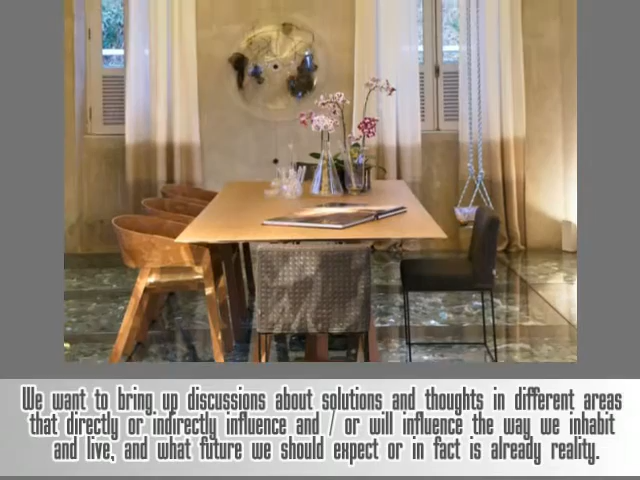 We want to bring up discussions about solutions and thoughts in different areas
that directly or indirectly influence and / or will influence the way we inhabit
and live, and what future we should expect or in fact is already reality.